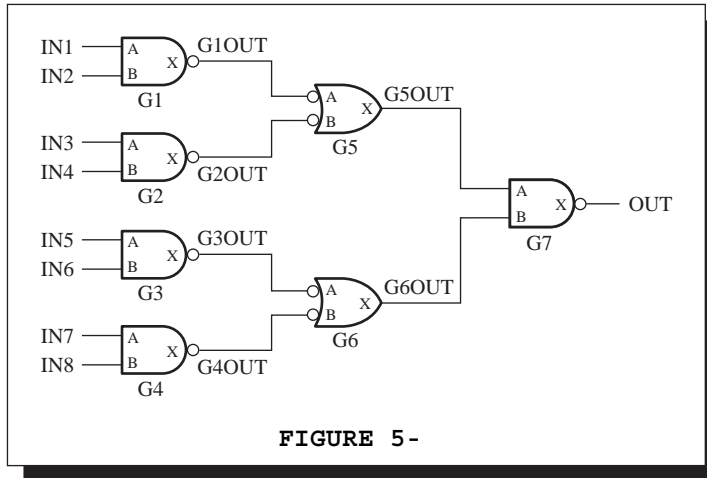 IN1 A X G1OUT
IN2 B
G1
A X G5OUT
B
G5
IN3 A X
IN4 B G2OUT
G2
A X OUT
B
G7
IN5 A X G3OUT
IN6 B
G3
A X G6OUT
B
G6
IN7 A X
IN8 B G4OUT
G4
FIGURE 5-